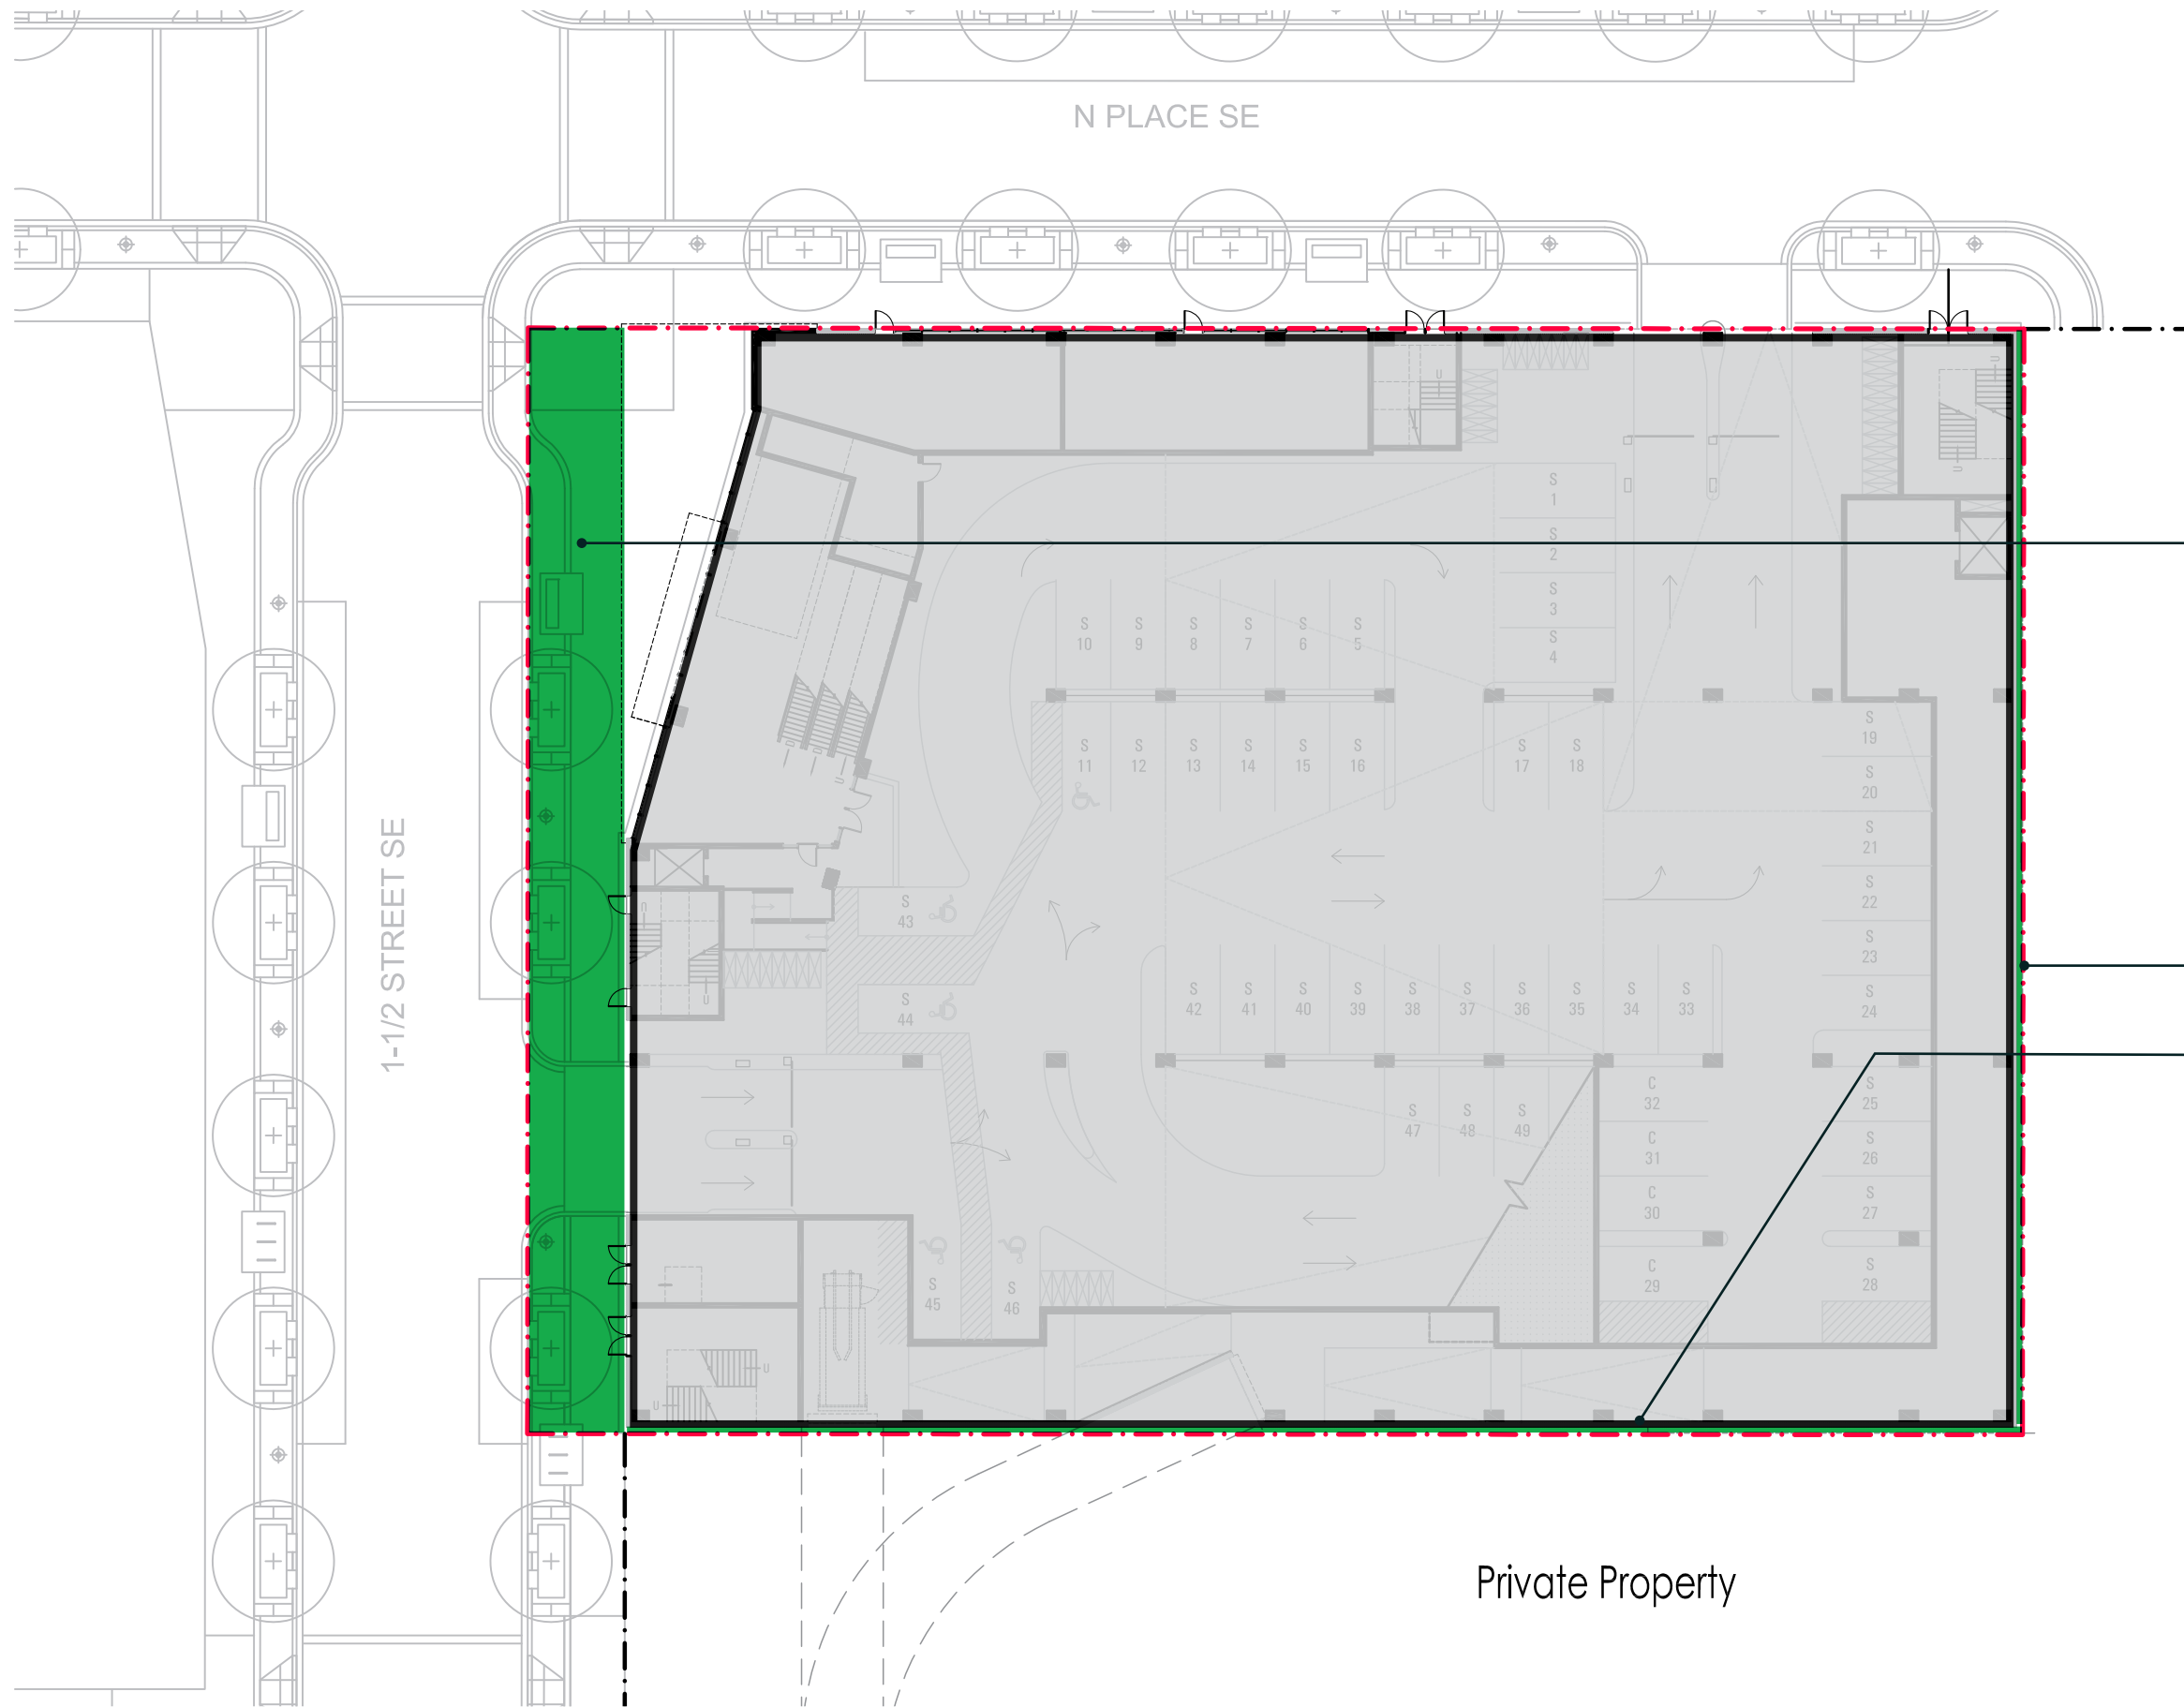 N PLACE SE
1-1/2 STREET SE
S
1
S
2
S
3
S
4
S
10
S
9
S
8
S
7
S
6
S
5
S
11
S
12
S
13
S
14
S
15
S
16
S
17
S
18
S
19
S
20
S
21
S
22
S
23
S
24
S
43
S
44
S
42
S
41
S
40
S
39
S
38
S
37
S
36
S
35
S
34
S
33
S
47
S
48
S
49
C
32
C
31
C
30
C
29
S
25
S
26
S
27
S
28
S
45
S
46
U
U
U
U
D
D
U
U
U
U
U
Private Property